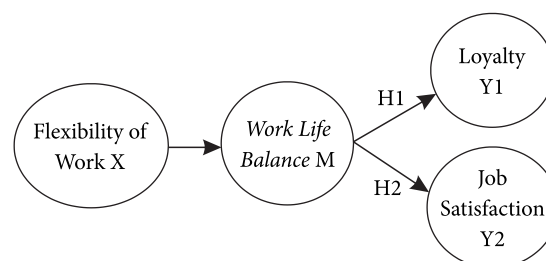 Flexibility of
Work X
Work Life
Balance M
H1
H2
Loyalty
Y1
Job
Satisfaction
Y2